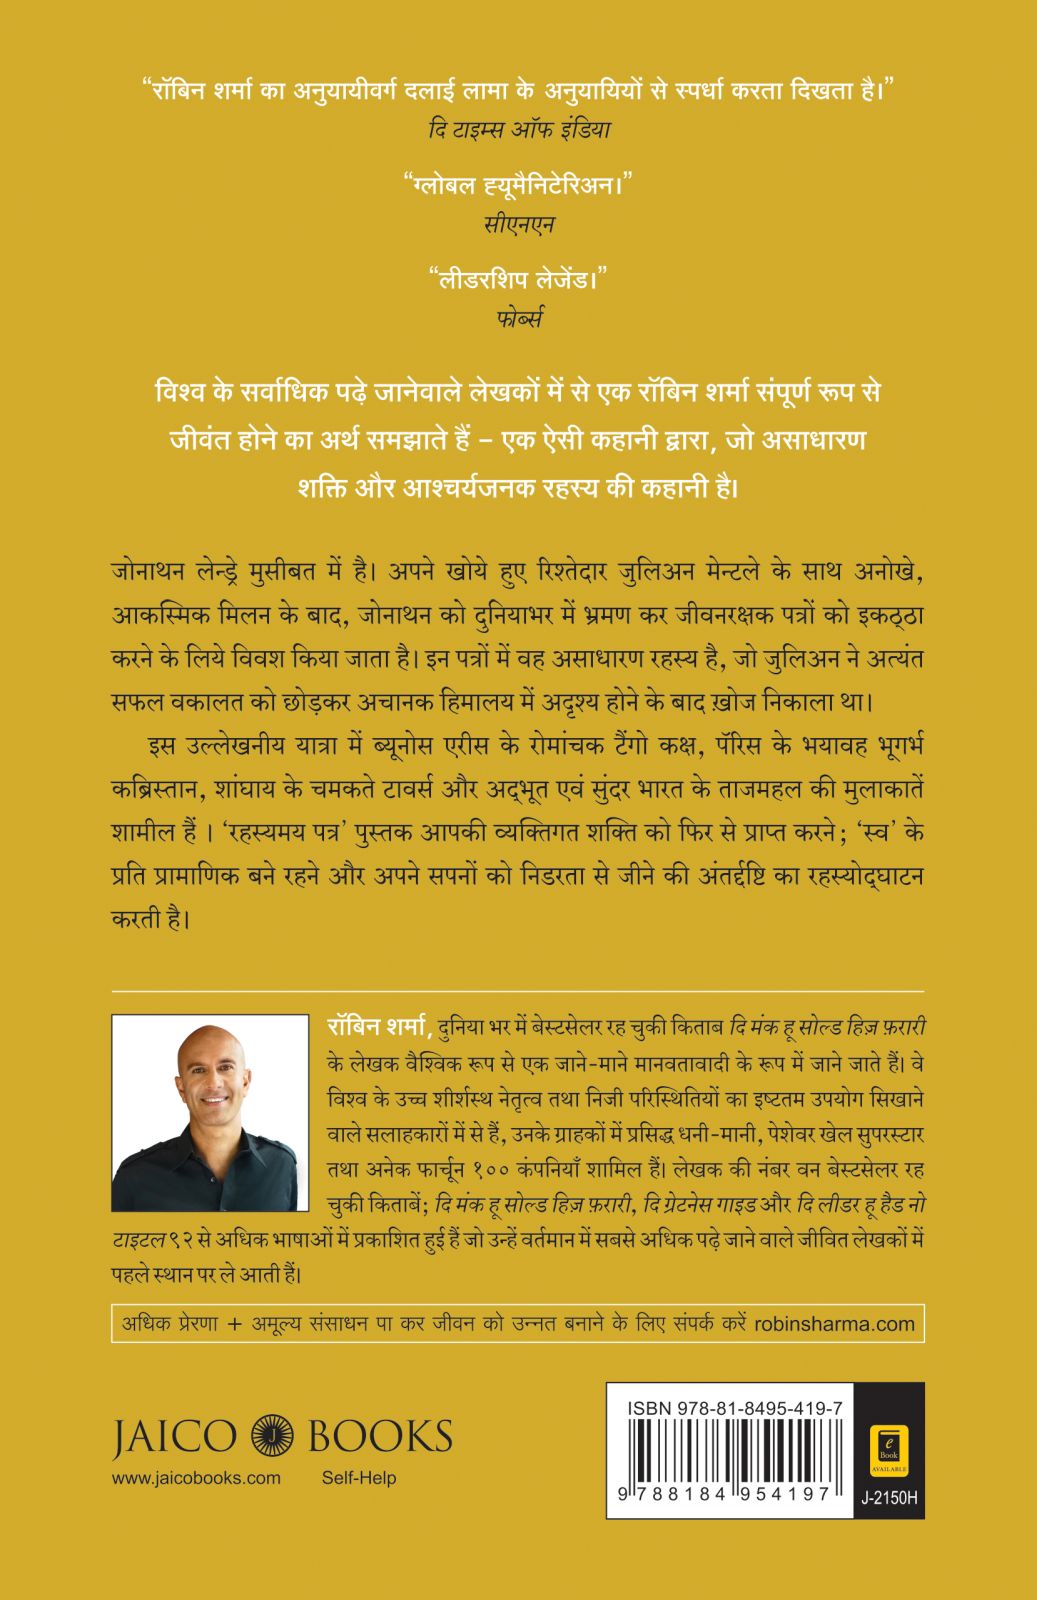 “रॉबिन शर्मा का अनुयायीवर्ग दलाई लामा के अनुयायियों से स्पर्धा करता दिखता है।”
दि टाइम्स ऑफ इंडिया
“ग्लोबल ह्यूमैनिटेरिअन।”
सीएनएन
“लीडरशिप लेजेंड।”
फोर्ब्स
विश्व के सर्वाधिक पढ़े जानेवाले लेखकों में से एक रॉबिन शर्मा संपूर्ण रूप से
जीवंत होने का अर्थ समझाते हैं – एक ऐसी कहानी द्वारा, जो असाधारण
शक्ति और आश्चर्यजनक रहस्य की कहानी है।
जोनाथन लेन्ड्रे मुसीबत में है। अपने खोये हुए रिश्तेदार जुलिअन मेन्टले के साथ अनोखे,
आकस्मिक मिलन के बाद, जोनाथन को दुनियाभर में भ्रमण कर जीवनरक्षक पत्रों को इकठ्ठा
करने के लिये विवश किया जाता है। इन पत्रों में वह असाधारण रहस्य है, जो जुलिअन ने अत्यंत
सफल वकालत को छोड़कर अचानक हिमालय में अदृश्य होने के बाद ख़ोज निकाला था।
इस उल्लेखनीय यात्रा में ब्यूनोस एरीस के रोमांचक टैंगो कक्ष, पॅरिस के भयावह भूगर्भ
कब्रिस्तान, शांघाय के चमकते टावर्स और अद्‌भूत एवं सुंदर भारत के ताजमहल की मुलाकातें
शामील हैं । ‘रहस्यमय पत्र’ पुस्तक आपकी व्यक्तिगत शक्ति को फिर से प्राप्त करने; ‘स्व’ के
प्रति प्रामाणिक बने रहने और अपने सपनों को निडरता से जीने की अंतर्द्दष्टि का रहस्योद्‌घाटन
करती है।
रॉबिन शर्मा, दुनिया भर में बेस्टसेलर रह चुकी किताब दि मंक हू सोल्ड हिज़ फ़रारी
के लेखक वैश्विक रूप से एक जाने-माने मानवतावादी के रूप में जाने जाते हैं। वे
विश्व के उच्च शीर्शस्थ नेतृत्व तथा निजी परिस्थितियों का इष्टतम उपयोग सिखाने
वाले सलाहकारों में से हैं, उनके ग्राहकों में प्रसिद्ध धनी-मानी, पेशेवर खेल सुपरस्टार
तथा अनेक फार्चून १०० कंपनियाँ शामिल हैं। लेखक की नंबर वन बेस्टसेलर रह
चुकी किताबें; दि मंक हू सोल्ड हिज़ फ़रारी, दि ग्रेटनेस गाइड और दि लीडर हू हैड नो
टाइटल ९२ से अधिक भाषाओं में प्रकाशित हुई हैं जो उन्हें वर्तमान में सबसे अधिक पढ़े जाने वाले जीवित लेखकों में
पहले स्थान पर ले आती हैं।
अधिक प्रेरणा + अमूल्य संसाधन पा कर जीवन को उन्नत बनाने के लिए संपर्क करें robinsharma.com
JAICO J BOOKS
www.jaicobooks.com Self-Help
ISBN 978-81-8495-419-7
9 788184 954197
e
Book
AVAILABLE
J-2150H